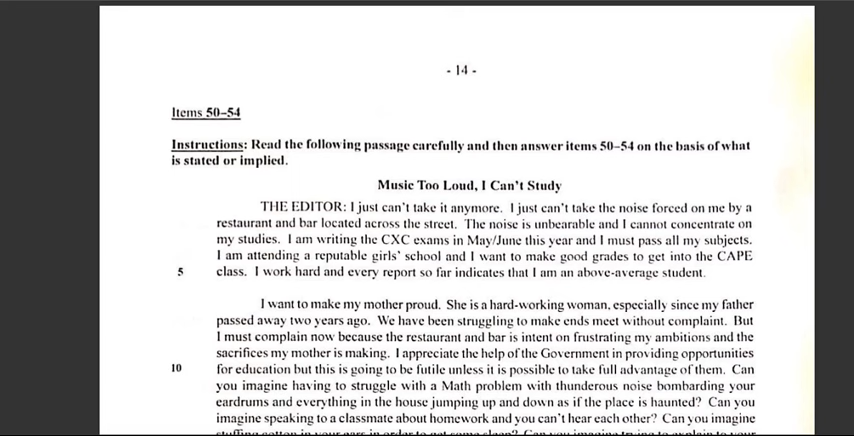 - 14 -
Items 50–54
Instructions: Read the following passage carefully and then answer items 50–54 on the basis of what
is stated or implied.
Music Too Loud, I Can't Study
THE EDITOR: I just can't take it anymore. I just can't take the noise forced on me by a
restaurant and bar located across the street. The noise is unbearable and I cannot concentrate on
my studies. I am writing the CXC exams in May/June this year and I must pass all my subjects.
I am attending a reputable girls' school and I want to make good grades to get into the CAPE
5 class. I work hard and every report so far indicates that I am an above-average student.
I want to make my mother proud. She is a hard-working woman, especially since my father
passed away two years ago. We have been struggling to make ends meet without complaint. But
I must complain now because the restaurant and bar is intent on frustrating my ambitions and the
sacrifices my mother is making. I appreciate the help of the Government in providing opportunities
10 for education but this is going to be futile unless it is possible to take full advantage of them. Can
you imagine having to struggle with a Math problem with thunderous noise bombarding your
eardrums and everything in the house jumping up and down as if the place is haunted? Can you
imagine speaking to a classmate about homework and you can't hear each other? Can you imagine